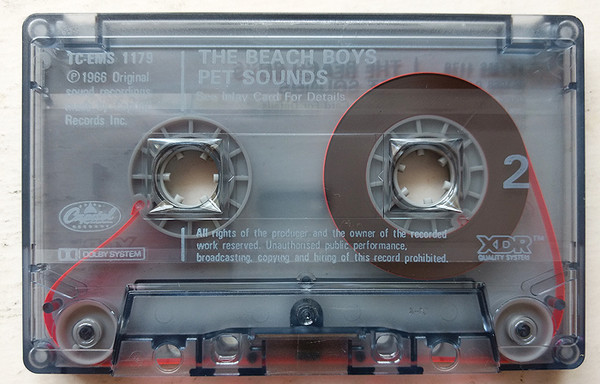 TC-EMS 1179
℗ 1966 Original
sound recordings
Records Inc.
THE BEACH BOYS
PET SOUNDS
See Inlay Card For Details
2
Capitol
DOLBY SYSTEM
All rights of the producer and the owner of the recorded
work reserved. Unauthorised public performance,
broadcasting, copying and hiring of this record prohibited.
XDR™
QUALITY SYSTEM